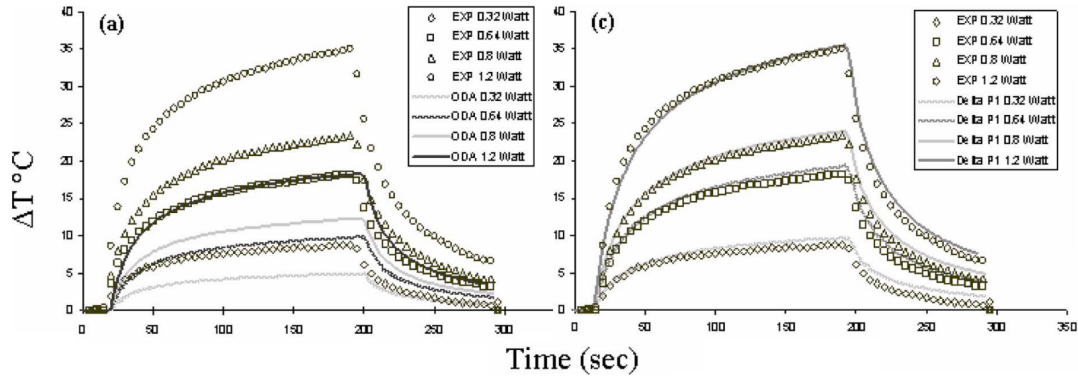 (a)
EXP 0.32 Watt
EXP 0.64 Watt
EXP 0.8 Watt
EXP 1.2 Watt
ODA 0.32 Watt
ODA 0.64 Watt
ODA 0.8 Watt
ODA 1.2 Watt
40
35
30
25
20
15
10
5
0
0 50 100 150 200 250 300
ΔT °C
(c)
EXP 0.32 Watt
EXP 0.64 Watt
EXP 0.8 Watt
EXP 1.2 Watt
Delta P1 0.32 Watt
Delta P1 0.64 Watt
Delta P1 0.8 Watt
Delta P1 1.2 Watt
40
35
30
25
20
15
10
5
0
50 100 150 200 250 300 350
Time (sec)